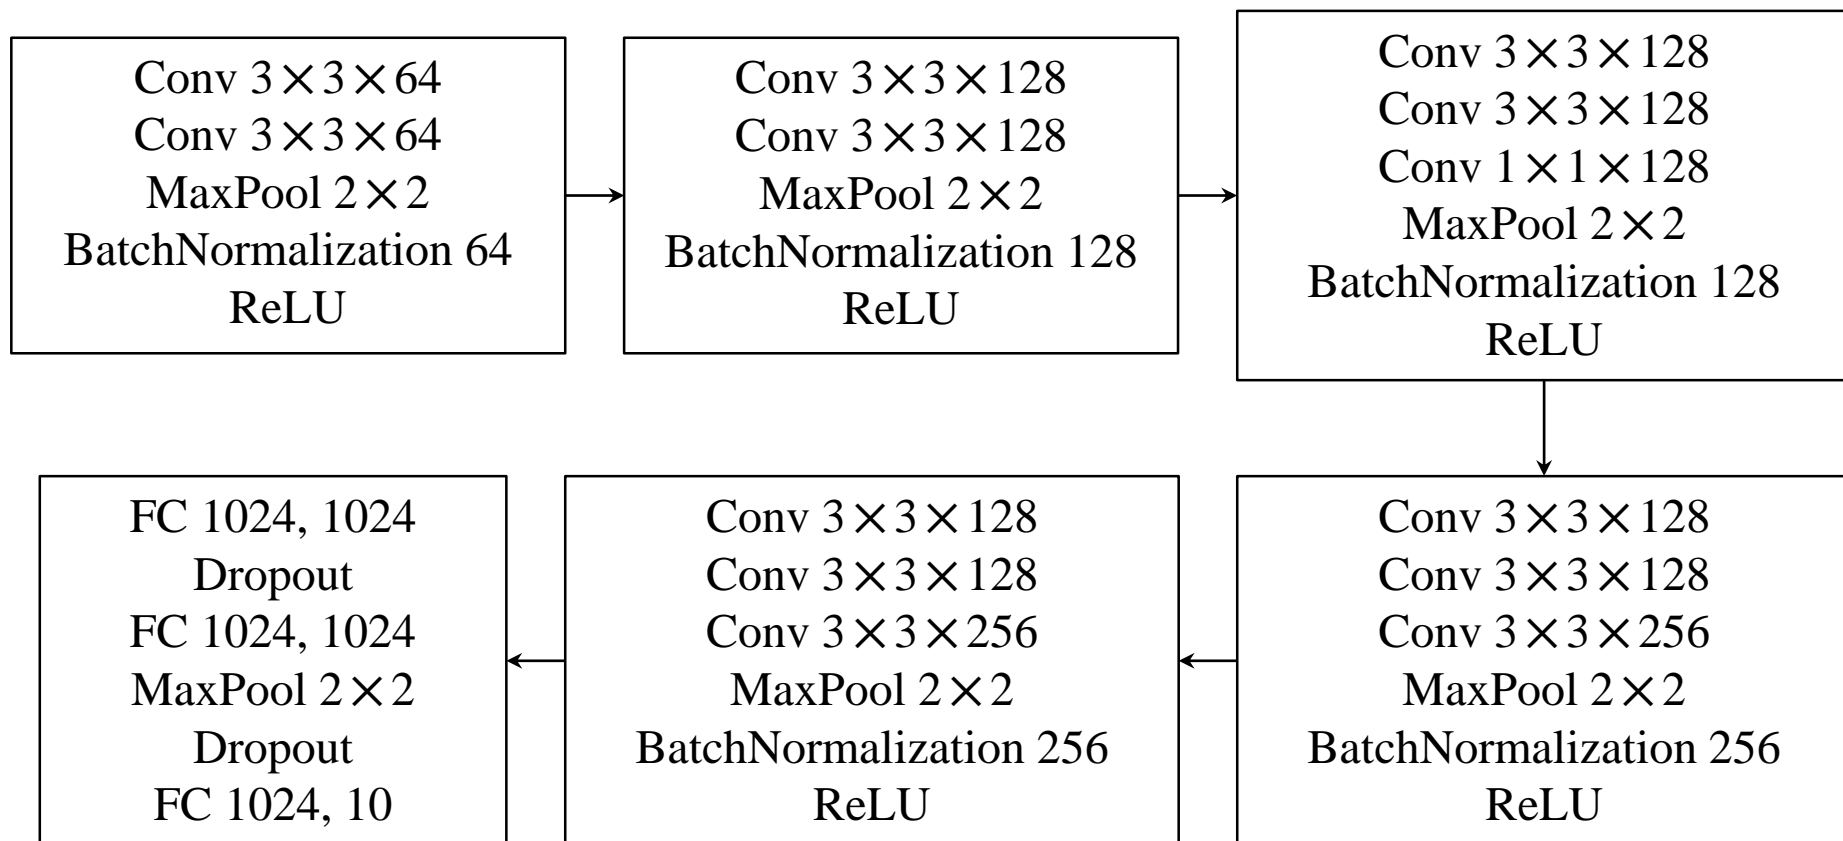 Conv 3×3×64
Conv 3×3×64
MaxPool 2×2
BatchNormalization 64
ReLU
Conv 3×3×128
Conv 3×3×128
MaxPool 2×2
BatchNormalization 128
ReLU
Conv 3×3×128
Conv 3×3×128
Conv 1×1×128
MaxPool 2×2
BatchNormalization 128
ReLU
Conv 3×3×128
Conv 3×3×128
Conv 3×3×256
MaxPool 2×2
BatchNormalization 256
ReLU
Conv 3×3×128
Conv 3×3×128
Conv 3×3×256
MaxPool 2×2
BatchNormalization 256
ReLU
FC 1024, 1024
Dropout
FC 1024, 1024
MaxPool 2×2
Dropout
FC 1024, 10